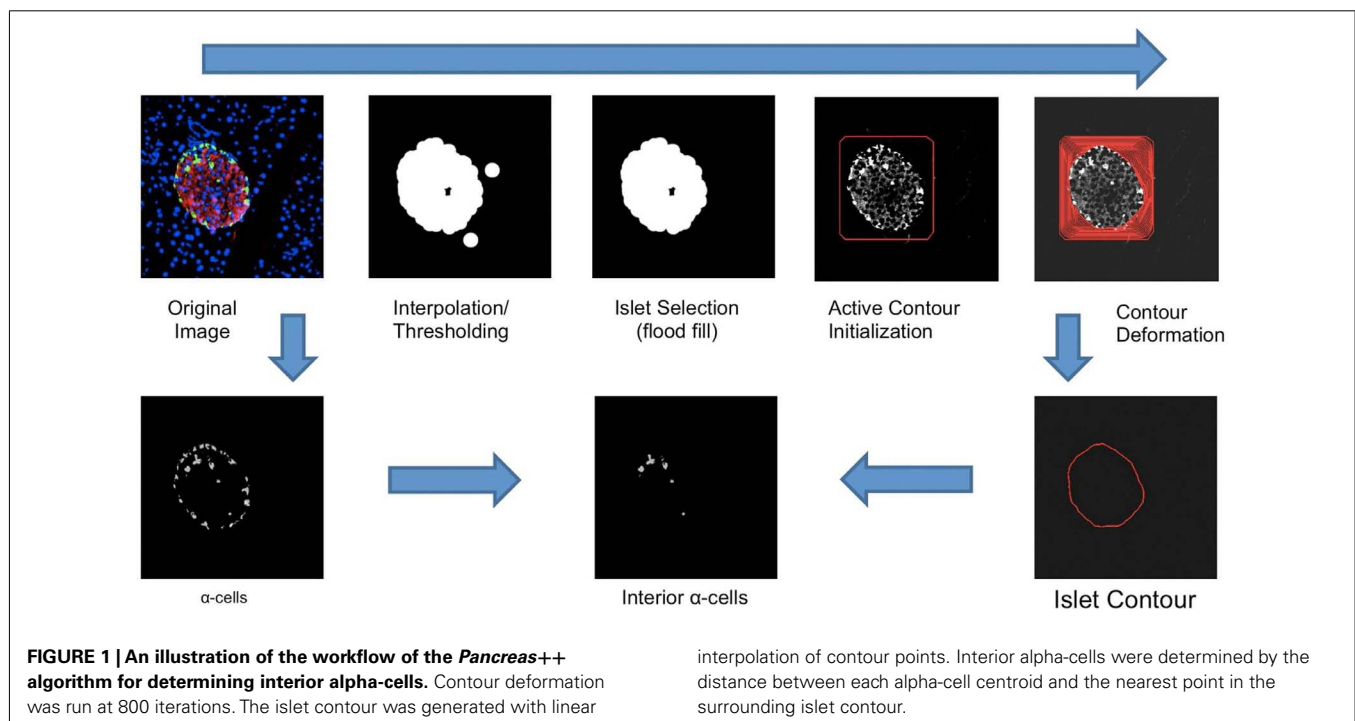 Original
Image
Interpolation/
Thresholding
Islet Selection
(flood fill)
Active Contour
Initialization
Contour
Deformation
α-cells
Interior α-cells
Islet Contour
FIGURE 1 | An illustration of the workflow of the Pancreas++
algorithm for determining interior alpha-cells. Contour deformation
was run at 800 iterations. The islet contour was generated with linear
interpolation of contour points. Interior alpha-cells were determined by the
distance between each alpha-cell centroid and the nearest point in the
surrounding islet contour.